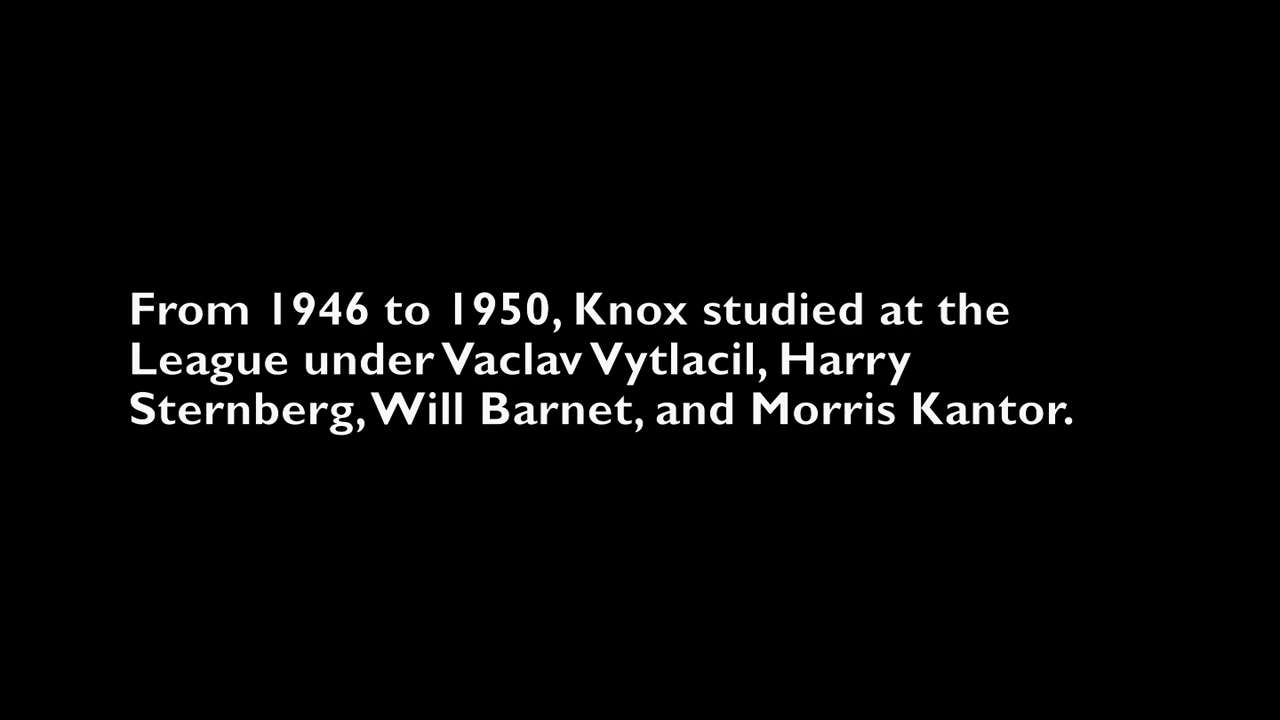 From 1946 to 1950, Knox studied at the
League under Vaclav Vytlacil, Harry
Sternberg, Will Barnet, and Morris Kantor.